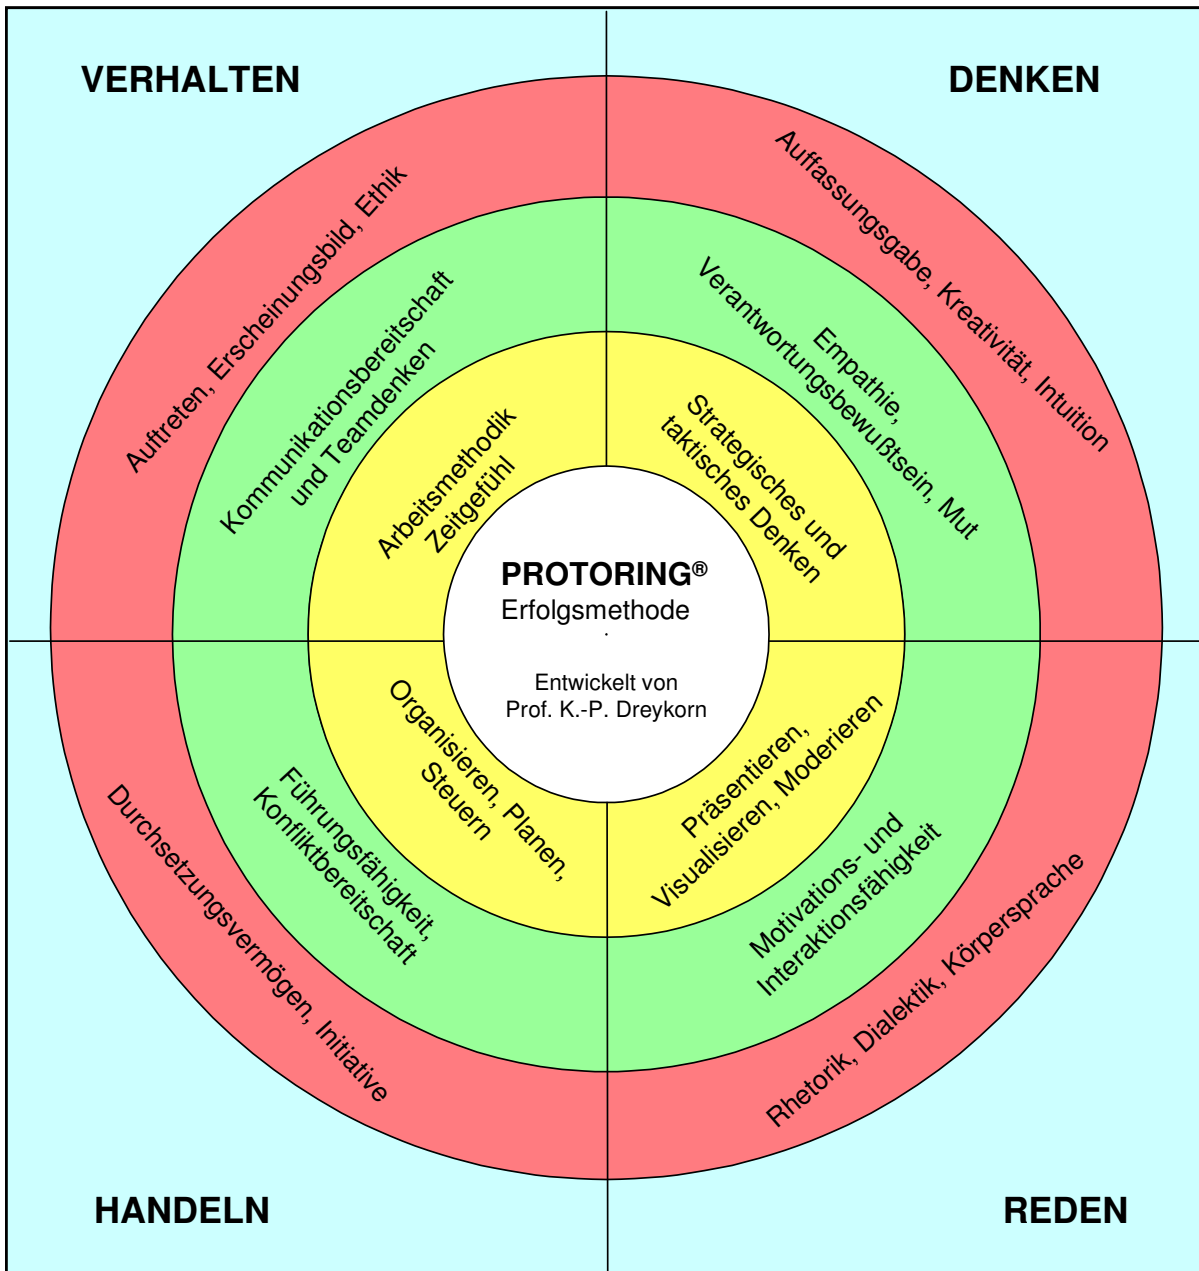 VERHALTEN
DENKEN
Auftreten, Erscheinungsbild, Ethik
Auffassungsgabe, Kreativität, Intuition
Kommunikationsbereitschaft
und Teamdenken
Empathie,
Verantwortungsbewußtsein, Mut
Arbeitsmethodik
Zeitgefühl
Strategisches und
taktisches Denken
PROTORING®
Erfolgsmethode
Entwickelt von
Prof. K.-P. Dreykorn
Organisieren, Planen,
Steuern
Präsentieren,
Visualisieren, Moderieren
Führungsfähigkeit,
Konfliktbereitschaft
Motivations- und
Interaktionsfähigkeit
Durchsetzungsvermögen, Initiative
Rhetorik, Dialektik, Körpersprache
HANDELN
REDEN